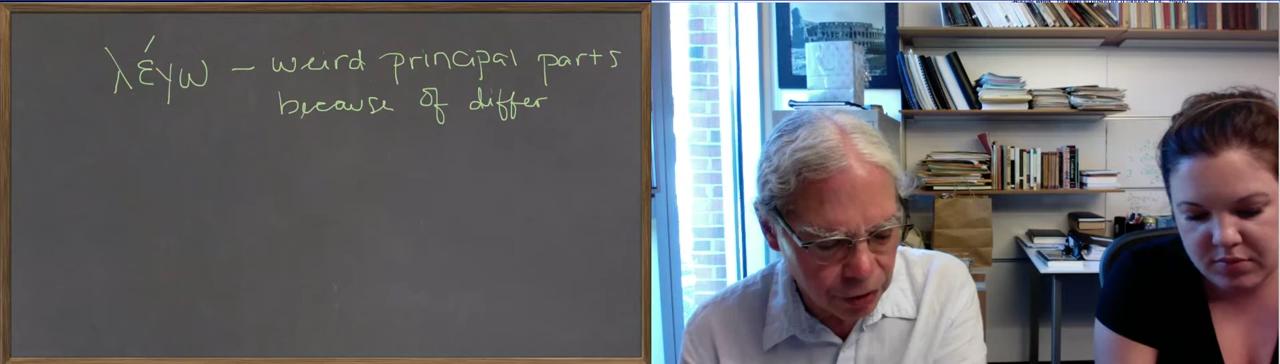 λέγω – weird principal parts
because of differ